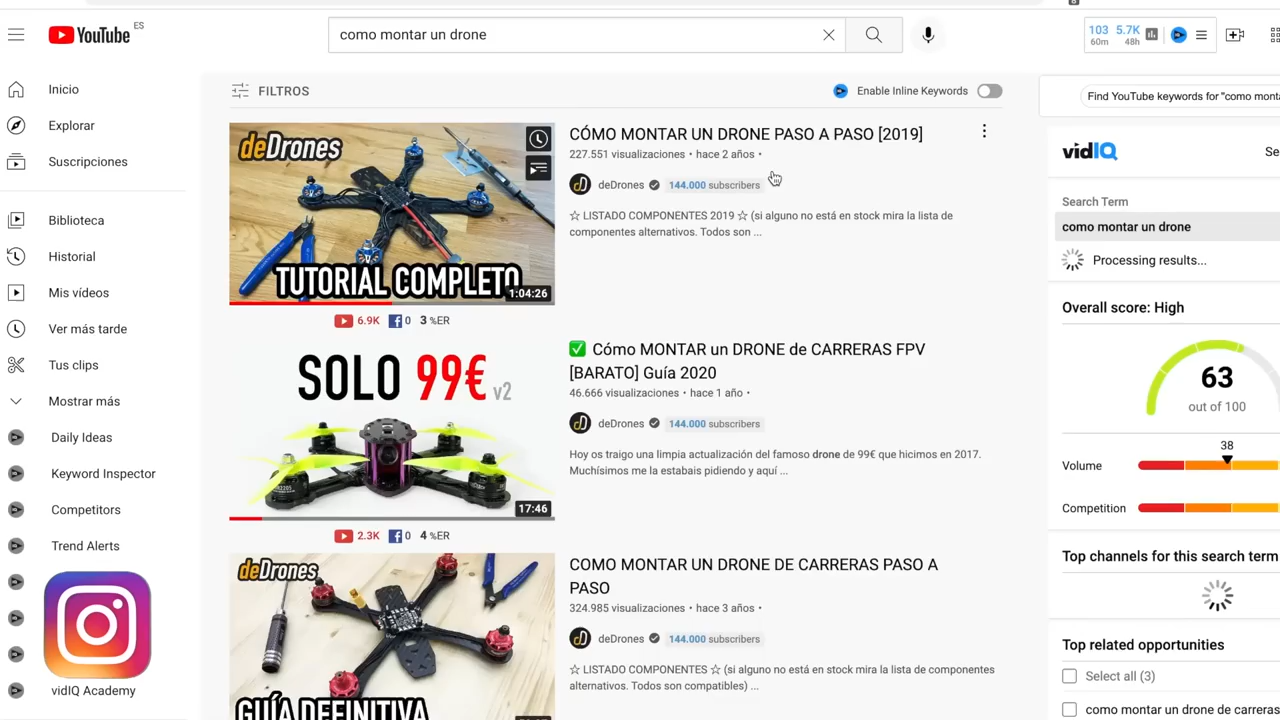 YouTube ES
como montar un drone
103 5.7K
60m 48h
Inicio
Explorar
Suscripciones
Biblioteca
Historial
Mis vídeos
Ver más tarde
Tus clips
Mostrar más
Daily Ideas
Keyword Inspector
Competitors
Trend Alerts
vidIQ Academy
FILTROS
Enable Inline Keywords
deDrones
TUTORIAL COMPLETO
1:04:26
6.9K 0 3 %ER
CÓMO MONTAR UN DRONE PASO A PASO [2019]
227.551 visualizaciones • hace 2 años •
deDrones 144.000 subscribers
☆ LISTADO COMPONENTES 2019 ☆ (si alguno no está en stock mira la lista de
componentes alternativos. Todos son ...
SOLO 99€ v2
17:46
2.3K 0 4 %ER
✅ Cómo MONTAR un DRONE de CARRERAS FPV
[BARATO] Guía 2020
46.666 visualizaciones • hace 1 año •
deDrones 144.000 subscribers
Hoy os traigo una limpia actualización del famoso drone de 99€ que hicimos en 2017.
Muchísimos me la estabais pidiendo y aquí ...
deDrones
GUÍA DEFINITIVA
COMO MONTAR UN DRONE DE CARRERAS PASO A
PASO
324.985 visualizaciones • hace 3 años •
deDrones 144.000 subscribers
☆ LISTADO COMPONENTES ☆ (si alguno no está en stock mira la lista de componentes
alternativos. Todos son compatibles) ...
Find YouTube keywords for "como monta
vidIQ
Se
Search Term
como montar un drone
Processing results...
Overall score: High
63
out of 100
38
Volume
Competition
Top channels for this search term
Top related opportunities
Select all (3)
como montar un drone de carreras